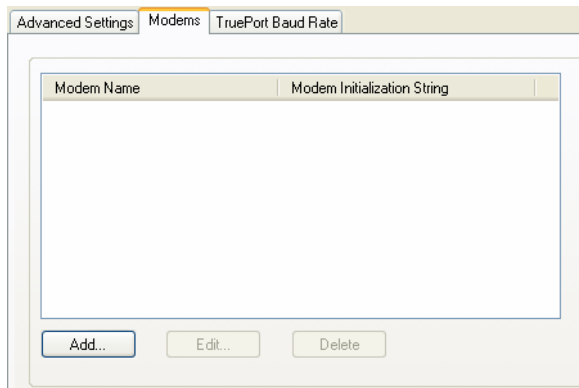 Advanced Settings Modems TruePort Baud Rate
Modem Name Modem Initialization String
Add... Edit... Delete